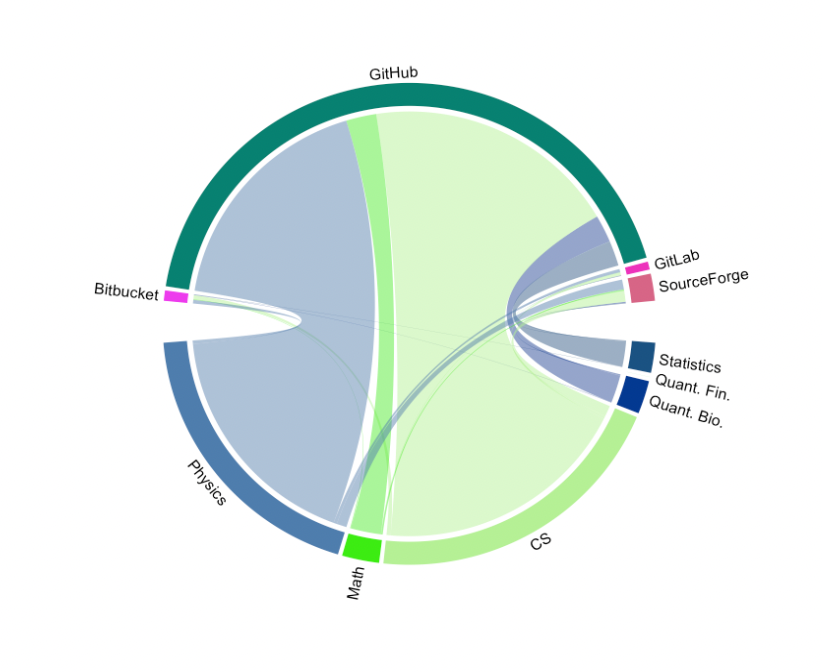 GitHub
GitLab
Bitbucket
SourceForge
Statistics
Quant. Fin.
Quant. Bio.
Physics
CS
Math